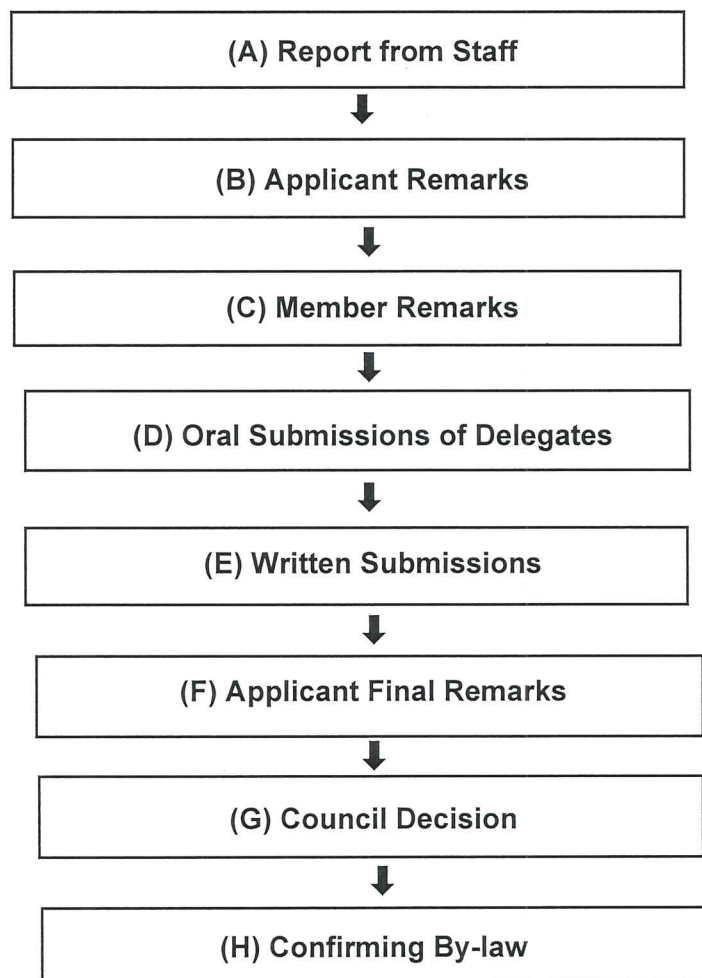 (A) Report from Staff
(B) Applicant Remarks
(C) Member Remarks
(D) Oral Submissions of Delegates
(E) Written Submissions
(F) Applicant Final Remarks
(G) Council Decision
(H) Confirming By-law